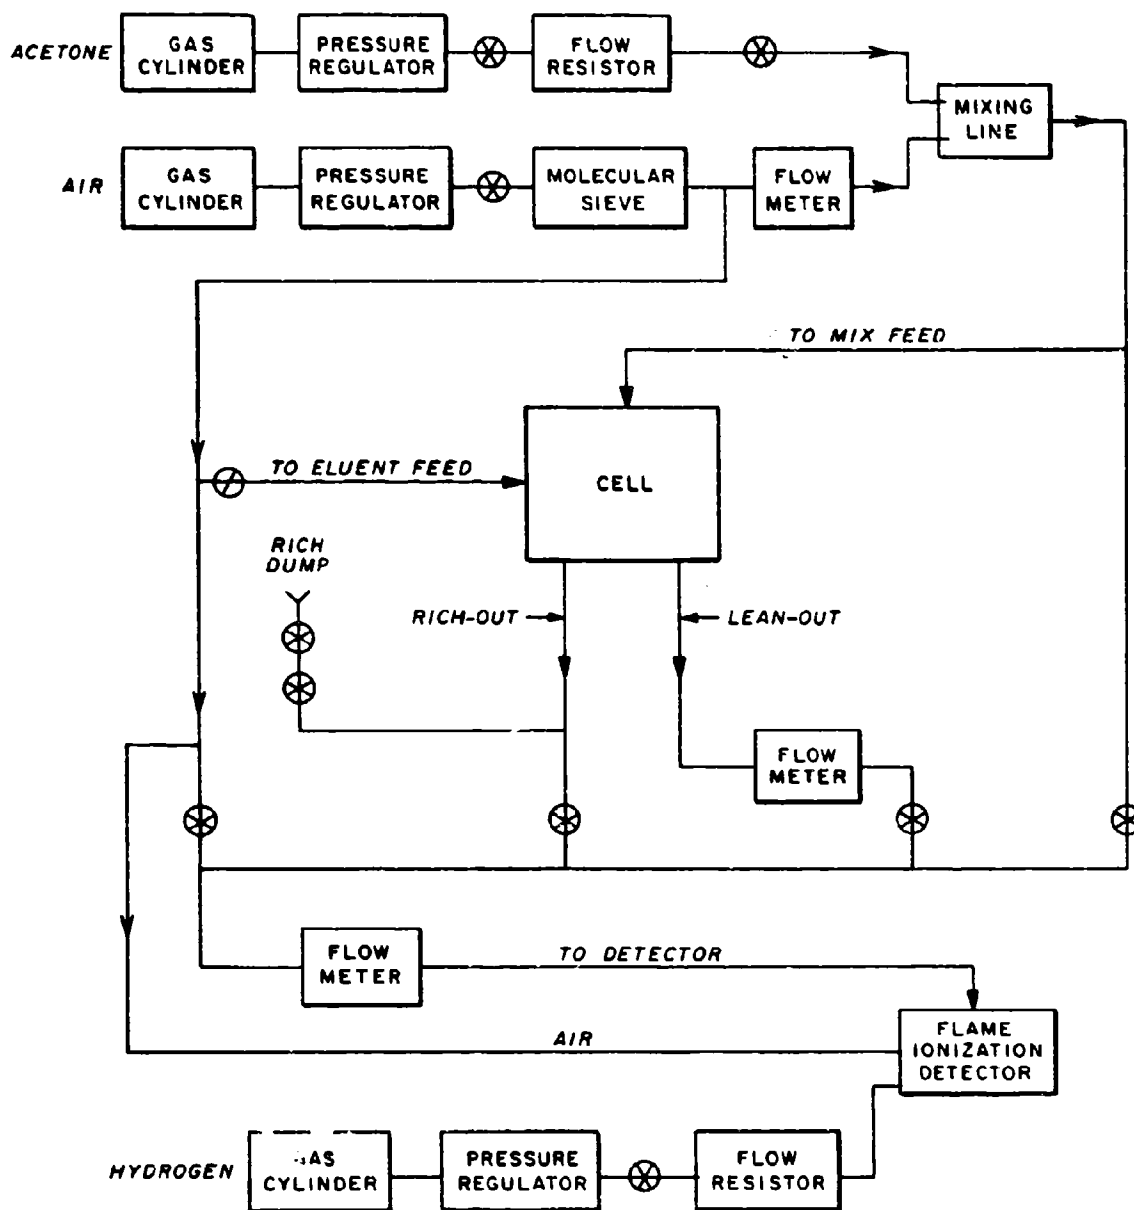 ACETONE
GAS
CYLINDER
PRESSURE
REGULATOR
FLOW
RESISTOR
MIXING
LINE
AIR
GAS
CYLINDER
PRESSURE
REGULATOR
MOLECULAR
SIEVE
FLOW
METER
TO MIX FEED
TO ELUENT FEED
CELL
RICH
DUMP
RICH-OUT
LEAN-OUT
FLOW
METER
FLOW
METER
TO DETECTOR
AIR
FLAME
IONIZATION
DETECTOR
HYDROGEN
GAS
CYLINDER
PRESSURE
REGULATOR
FLOW
RESISTOR